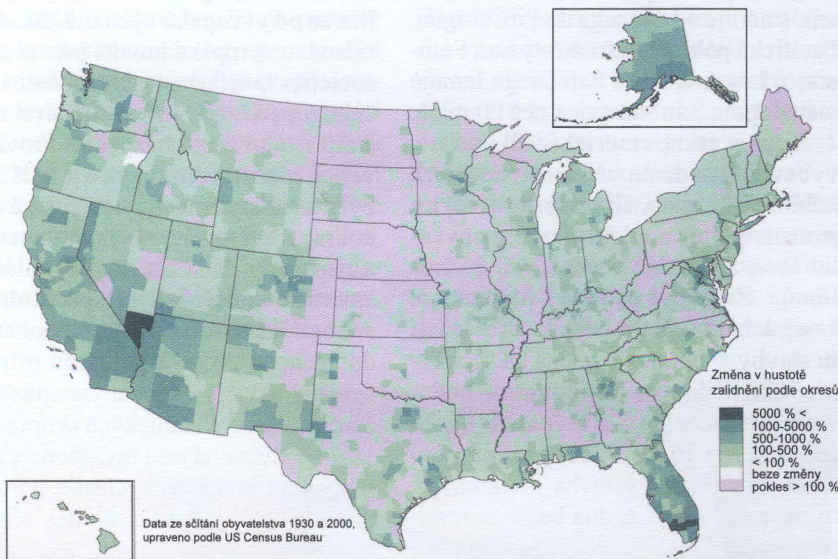 Změna v hustotě
zalidnění podle okresů
5000 % <
1000-5000 %
500-1000 %
100-500 %
< 100 %
beze změny
pokles > 100 %
Data ze sčítání obyvatelstva 1930 a 2000,
upraveno podle US Census Bureau